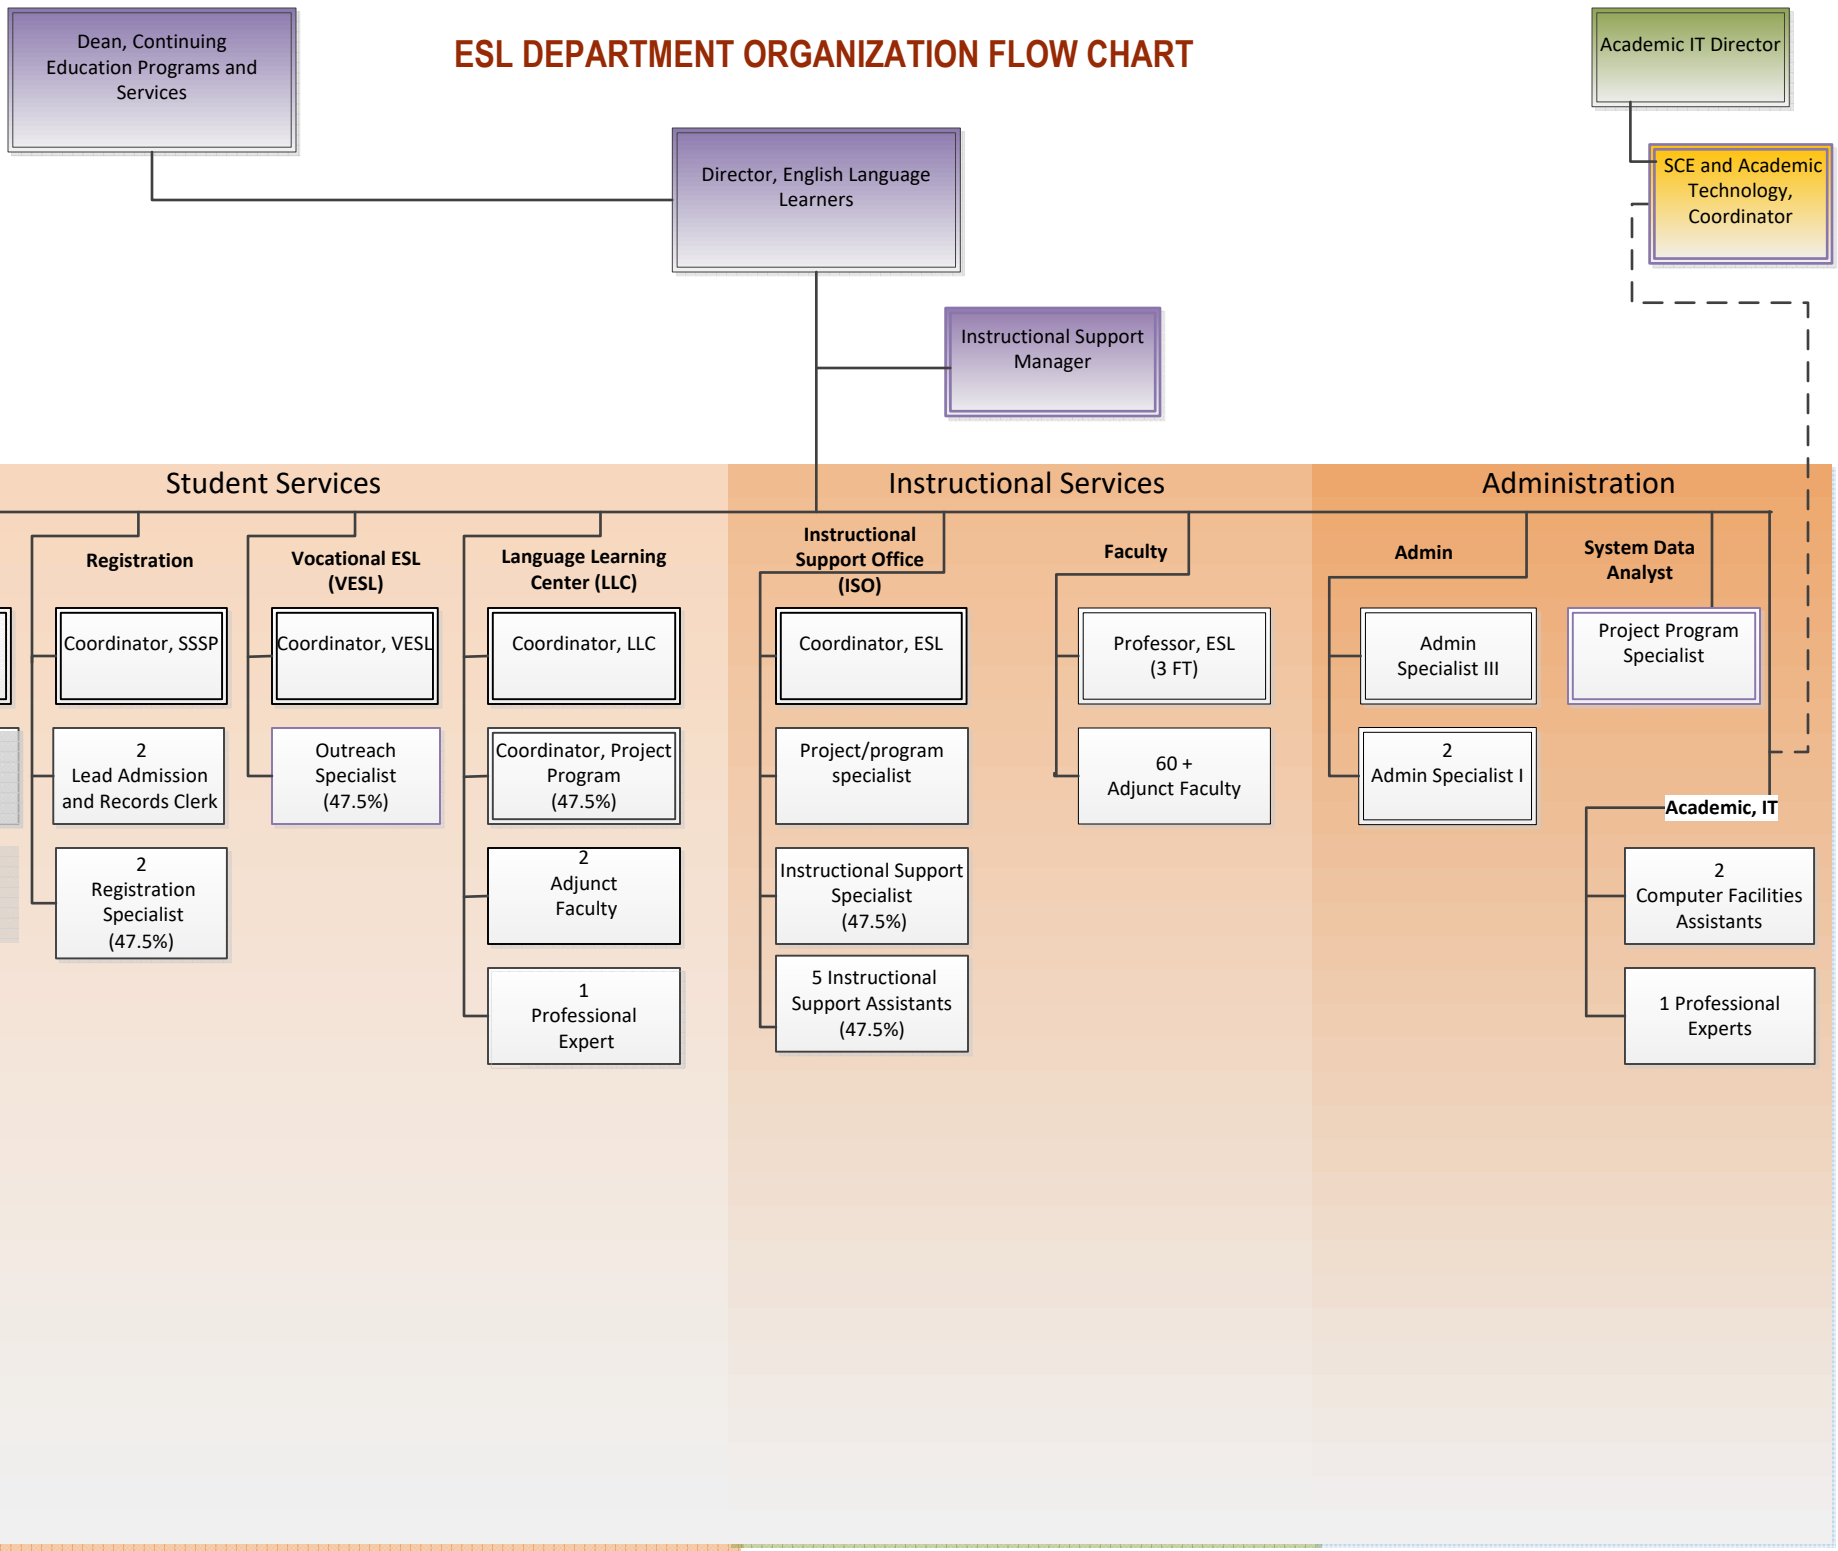 Dean, Continuing
Education Programs and
Services
ESL DEPARTMENT ORGANIZATION FLOW CHART
Academic IT Director
Director, English Language
Learners
SCE and Academic
Technology,
Coordinator
Instructional Support
Manager
Student Services
Instructional Services
Administration
Registration
Coordinator, SSSP
2
Lead Admission
and Records Clerk
2
Registration
Specialist
(47.5%)
Vocational ESL
(VESL)
Coordinator, VESL
Outreach
Specialist
(47.5%)
Language Learning
Center (LLC)
Coordinator, LLC
Coordinator, Project
Program
(47.5%)
2
Adjunct
Faculty
1
Professional
Expert
Instructional
Support Office
(ISO)
Coordinator, ESL
Project/program
specialist
Instructional Support
Specialist
(47.5%)
5 Instructional
Support Assistants
(47.5%)
Faculty
Professor, ESL
(3 FT)
60 +
Adjunct Faculty
Admin
Admin
Specialist III
2
Admin Specialist I
System Data
Analyst
Project Program
Specialist
Academic, IT
2
Computer Facilities
Assistants
1 Professional
Experts